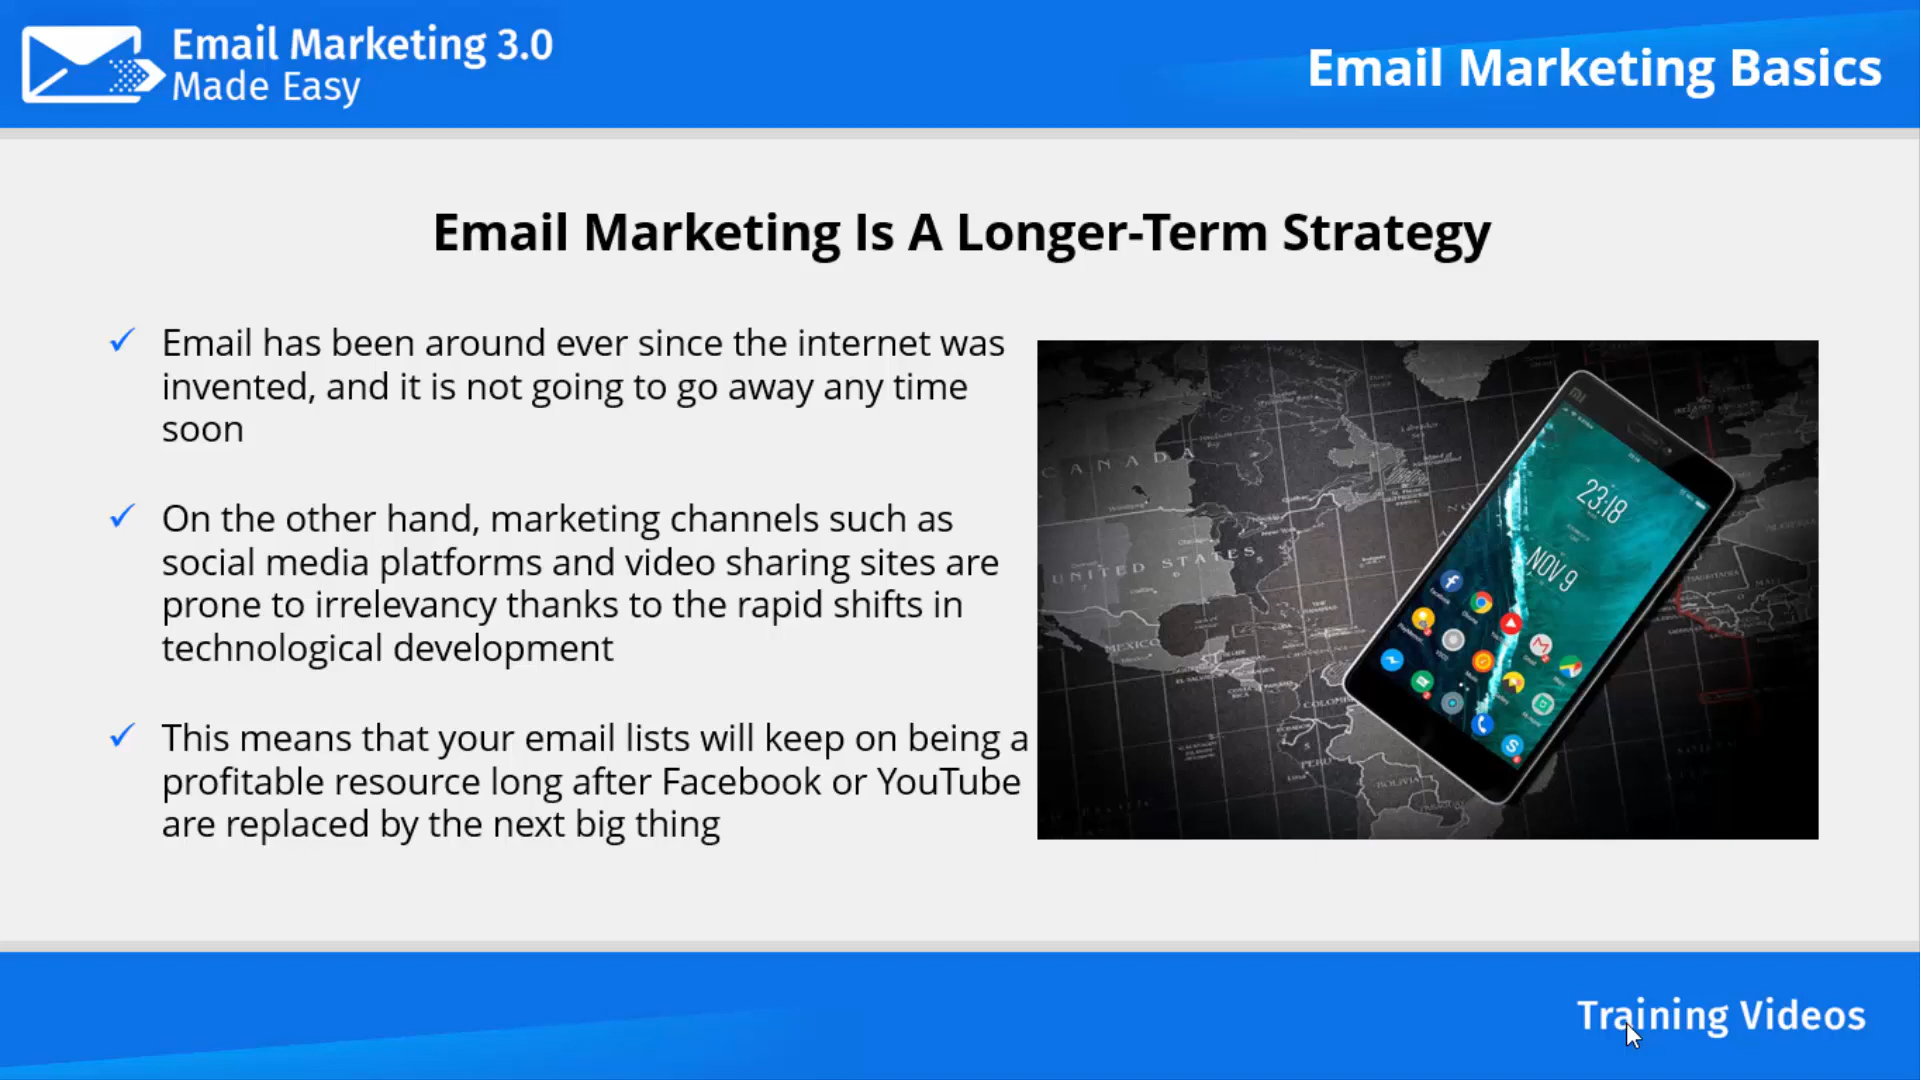 Email Marketing 3.0
Made Easy
Email Marketing Basics
Email Marketing Is A Longer-Term Strategy
Email has been around ever since the internet was
invented, and it is not going to go away any time
soon
On the other hand, marketing channels such as
social media platforms and video sharing sites are
prone to irrelevancy thanks to the rapid shifts in
technological development
This means that your email lists will keep on being a
profitable resource long after Facebook or YouTube
are replaced by the next big thing
CANADA
UNITED STATES
MEXICO
COLOMBIA
PERU
BOLIVIA
MAURITANIA
MALI
23:18
NOV 9
Training Videos